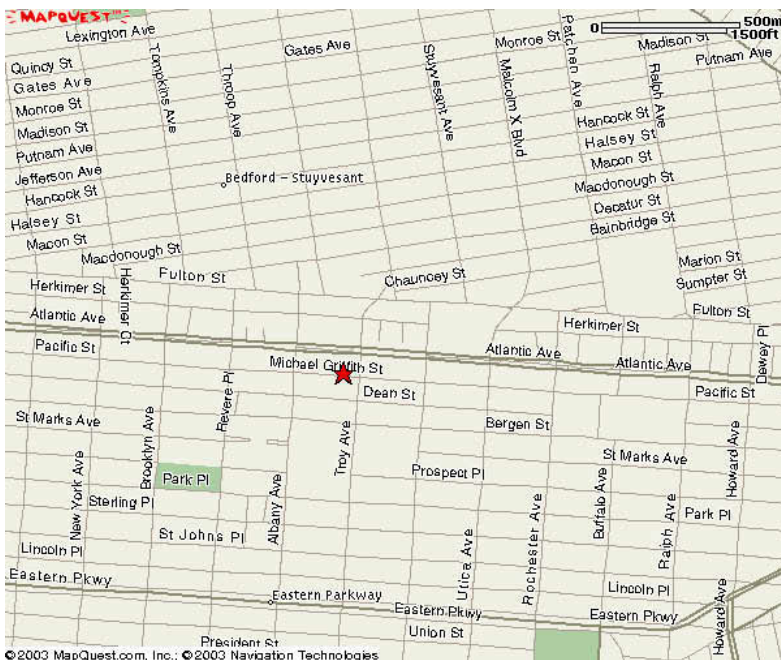 MAPQUEST
0 500m
1500ft
Lexington Ave
Gates Ave
Monroe St
Patchen Ave
Madison St
Putnam Ave
Quincy St
Gates Ave
Monroe St
Madison St
Putnam Ave
Jefferson Ave
Hancock St
Halsey St
Macon St
Macdonough St
Tompkins Ave
Throop Ave
Stuyvesant Ave
Malcolm X Blvd
Ralph Ave
Hancock St
Halsey St
Macon St
Macdonough St
Decatur St
Bainbridge St
Bedford - Stuyvesant
Marion St
Sumpter St
Fulton St
Chauncey St
Fulton St
Herkimer St
Herkimer Ct
Atlantic Ave
Herkimer St
Dewey Pl
Pacific St
Michael Griffith St
Atlantic Ave
Atlantic Ave
Pacific St
Dean St
Revere Pl
St Marks Ave
Brooklyn Ave
Bergen St
Troy Ave
St Marks Ave
Howard Ave
New York Ave
Park Pl
Prospect Pl
Sterling Pl
Albany Ave
Buffalo Ave
Rochester Ave
Ralph Ave
Park Pl
St Johns Pl
Utica Ave
Lincoln Pl
Eastern Pkwy
Eastern Parkway
Lincoln Pl
Eastern Pkwy
Eastern Pkwy
Howard Ave
Union St
President St
©2003 MapQuest.com, Inc.; ©2003 Navigation Technologies